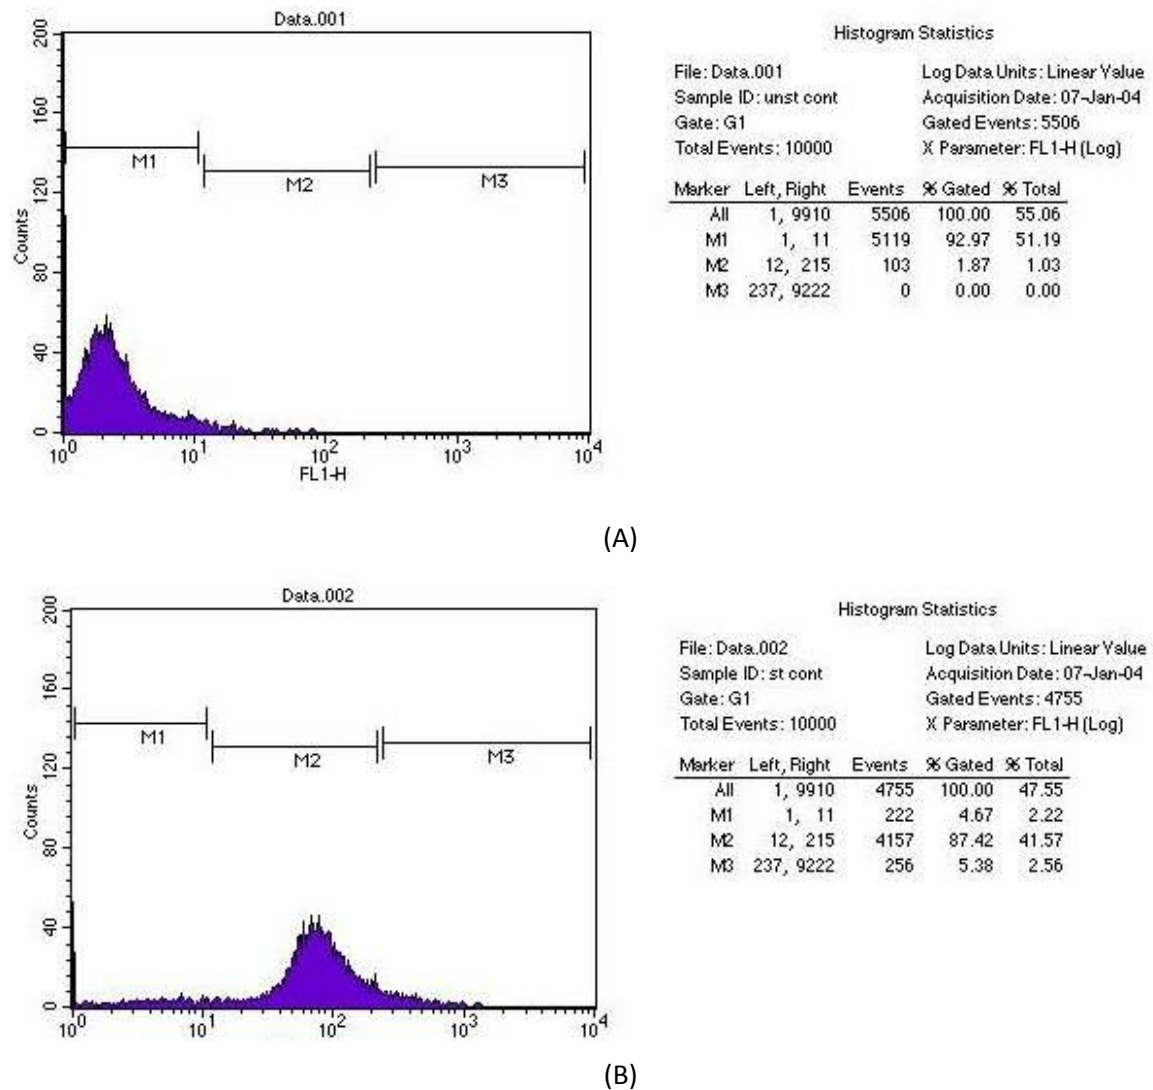 Data.001
200
160
120
80
40
0
Counts
M1
M2
M3
10^0 10^1 10^2 10^3 10^4
FL1-H
Histogram Statistics
File: Data.001 Log Data Units: Linear Value
Sample ID: unst cont Acquisition Date: 07-Jan-04
Gate: G1 Gated Events: 5506
Total Events: 10000 X Parameter: FL1-H (Log)
Marker Left, Right Events % Gated % Total
All 1, 9910 5506 100.00 55.06
M1 1, 11 5119 92.97 51.19
M2 12, 215 103 1.87 1.03
M3 237, 9222 0 0.00 0.00
(A)
Data.002
200
160
120
80
40
0
Counts
M1
M2
M3
10^0 10^1 10^2 10^3 10^4
Histogram Statistics
File: Data.002 Log Data Units: Linear Value
Sample ID: st cont Acquisition Date: 07-Jan-04
Gate: G1 Gated Events: 4755
Total Events: 10000 X Parameter: FL1-H (Log)
Marker Left, Right Events % Gated % Total
All 1, 9910 4755 100.00 47.55
M1 1, 11 222 4.67 2.22
M2 12, 215 4157 87.42 41.57
M3 237, 9222 256 5.38 2.56
(B)